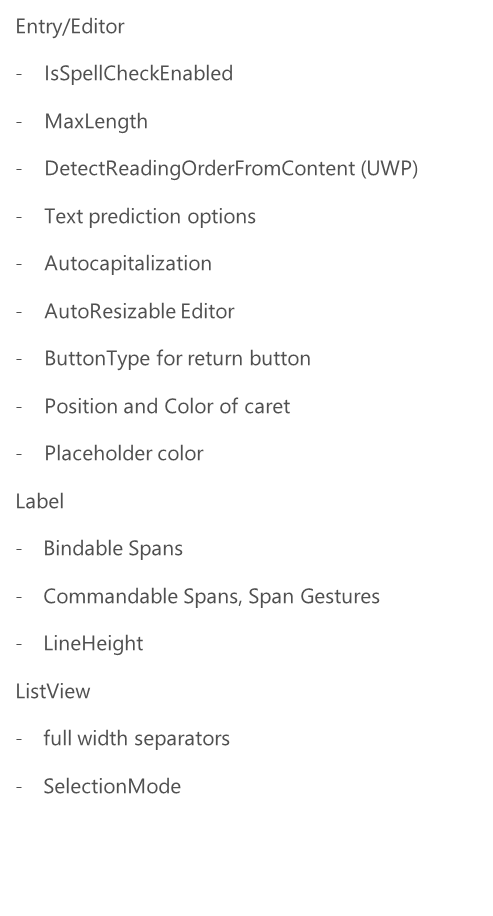 Entry/Editor
- IsSpellCheckEnabled
- MaxLength
- DetectReadingOrderFromContent (UWP)
- Text prediction options
- Autocapitalization
- AutoResizable Editor
- ButtonType for return button
- Position and Color of caret
- Placeholder color
Label
- Bindable Spans
- Commandable Spans, Span Gestures
- LineHeight
ListView
- full width separators
- SelectionMode